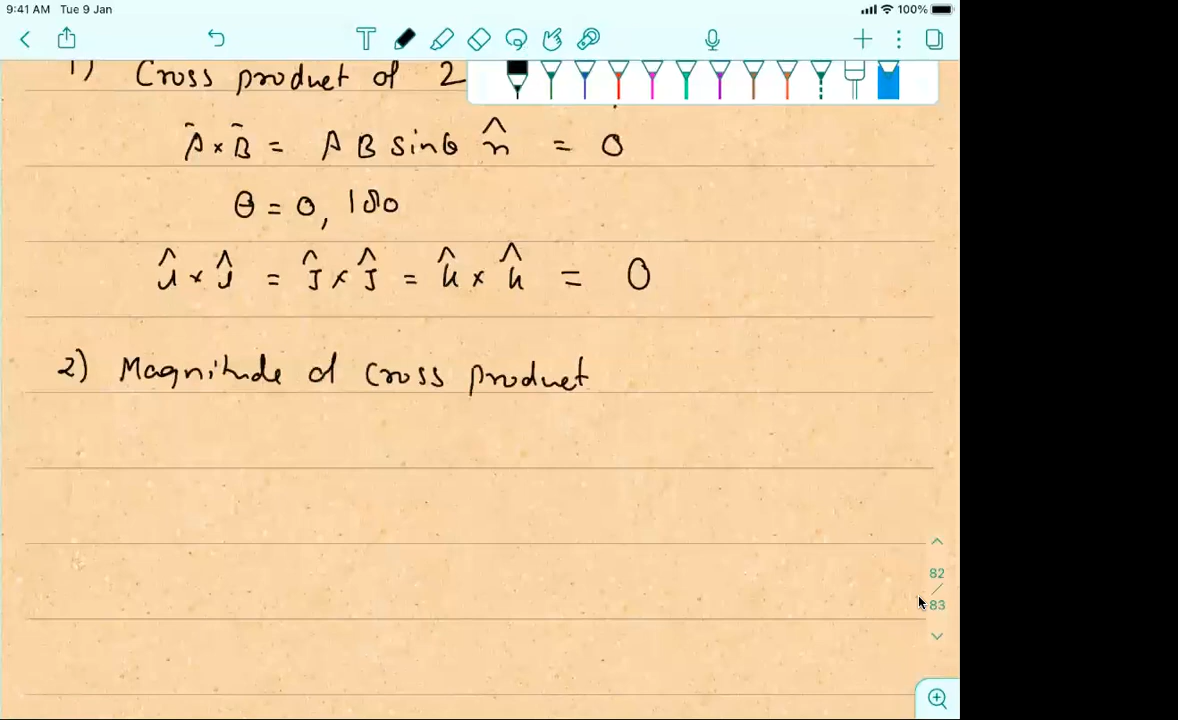 9:41 AM Tue 9 Jan 100%
1) Cross product of 2
A̅ × B̅ = A B sinθ n̂ = 0
θ = 0, 180
î × î = ĵ × ĵ = k̂ × k̂ = 0
2) Magnitude of cross product
82
/
83